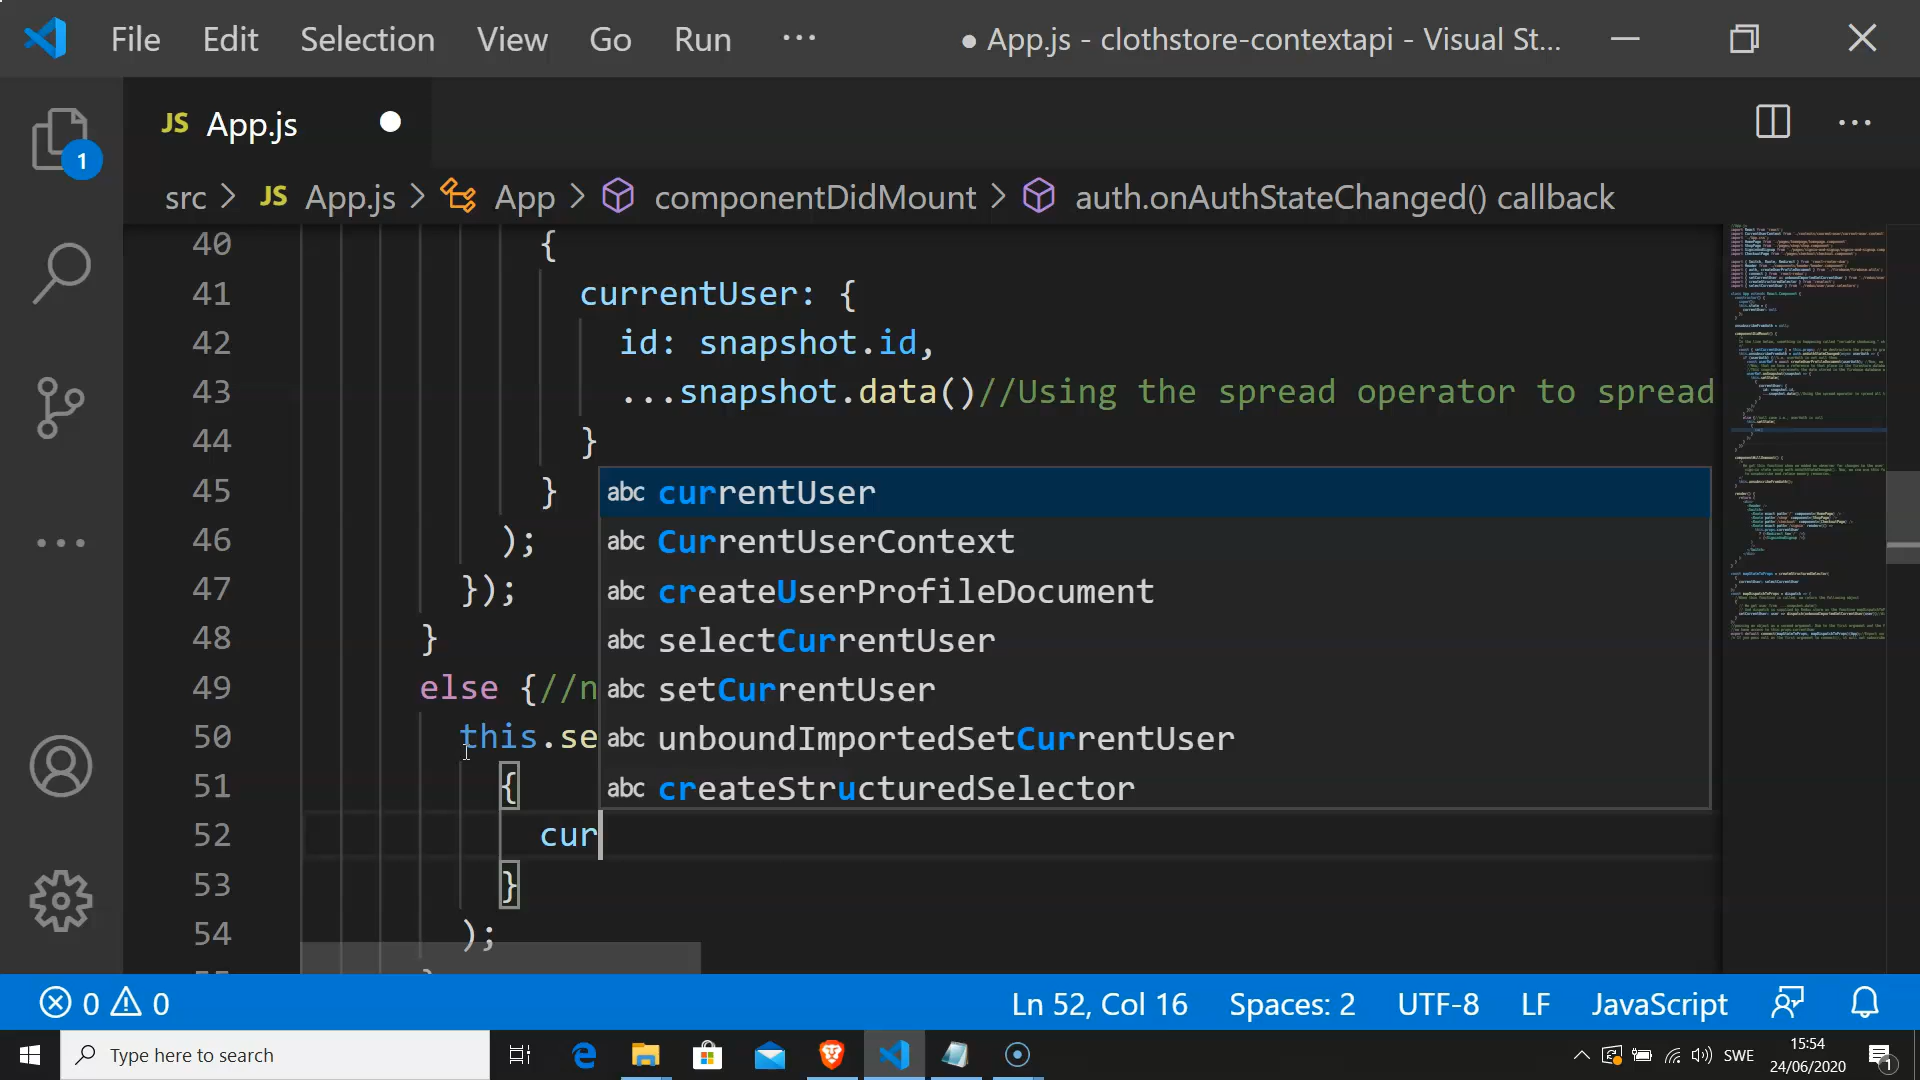 File Edit Selection View Go Run ··· ● App.js - clothstore-contextapi - Visual St...
JS App.js
1
src > JS App.js > App > componentDidMount > auth.onAuthStateChanged() callback
40 {
41 currentUser: {
42 id: snapshot.id,
43 ...snapshot.data()//Using the spread operator to spread
44 }
45 }
46 );
47 });
48 }
49 else {//n
50 this.se
51 {
52 cur
53 }
54 );
abc currentUser
abc CurrentUserContext
abc createUserProfileDocument
abc selectCurrentUser
abc setCurrentUser
abc unboundImportedSetCurrentUser
abc createStructuredSelector
0 0 Ln 52, Col 16 Spaces: 2 UTF-8 LF JavaScript
Type here to search
SWE
15:54
24/06/2020
1